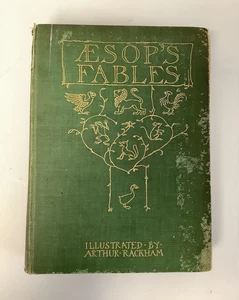 ÆSOP'S
FABLES
ILLUSTRATED·BY·
ARTHUR·RACKHAM